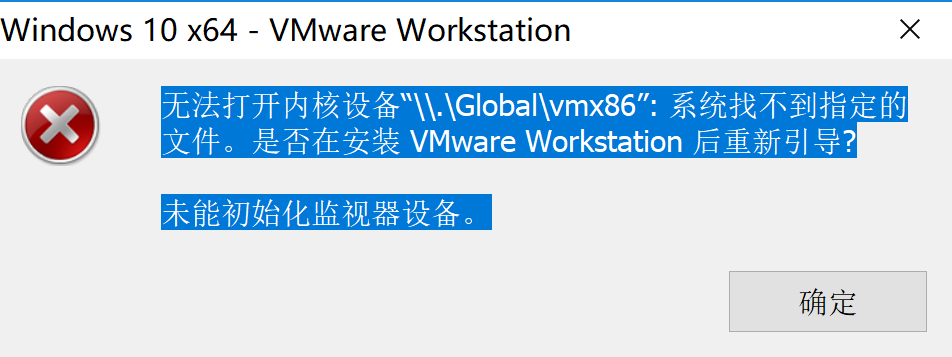 Windows 10 x64 - VMware Workstation
无法打开内核设备“\\.\Global\vmx86”: 系统找不到指定的
文件。是否在安装 VMware Workstation 后重新引导?
未能初始化监视器设备。
确定